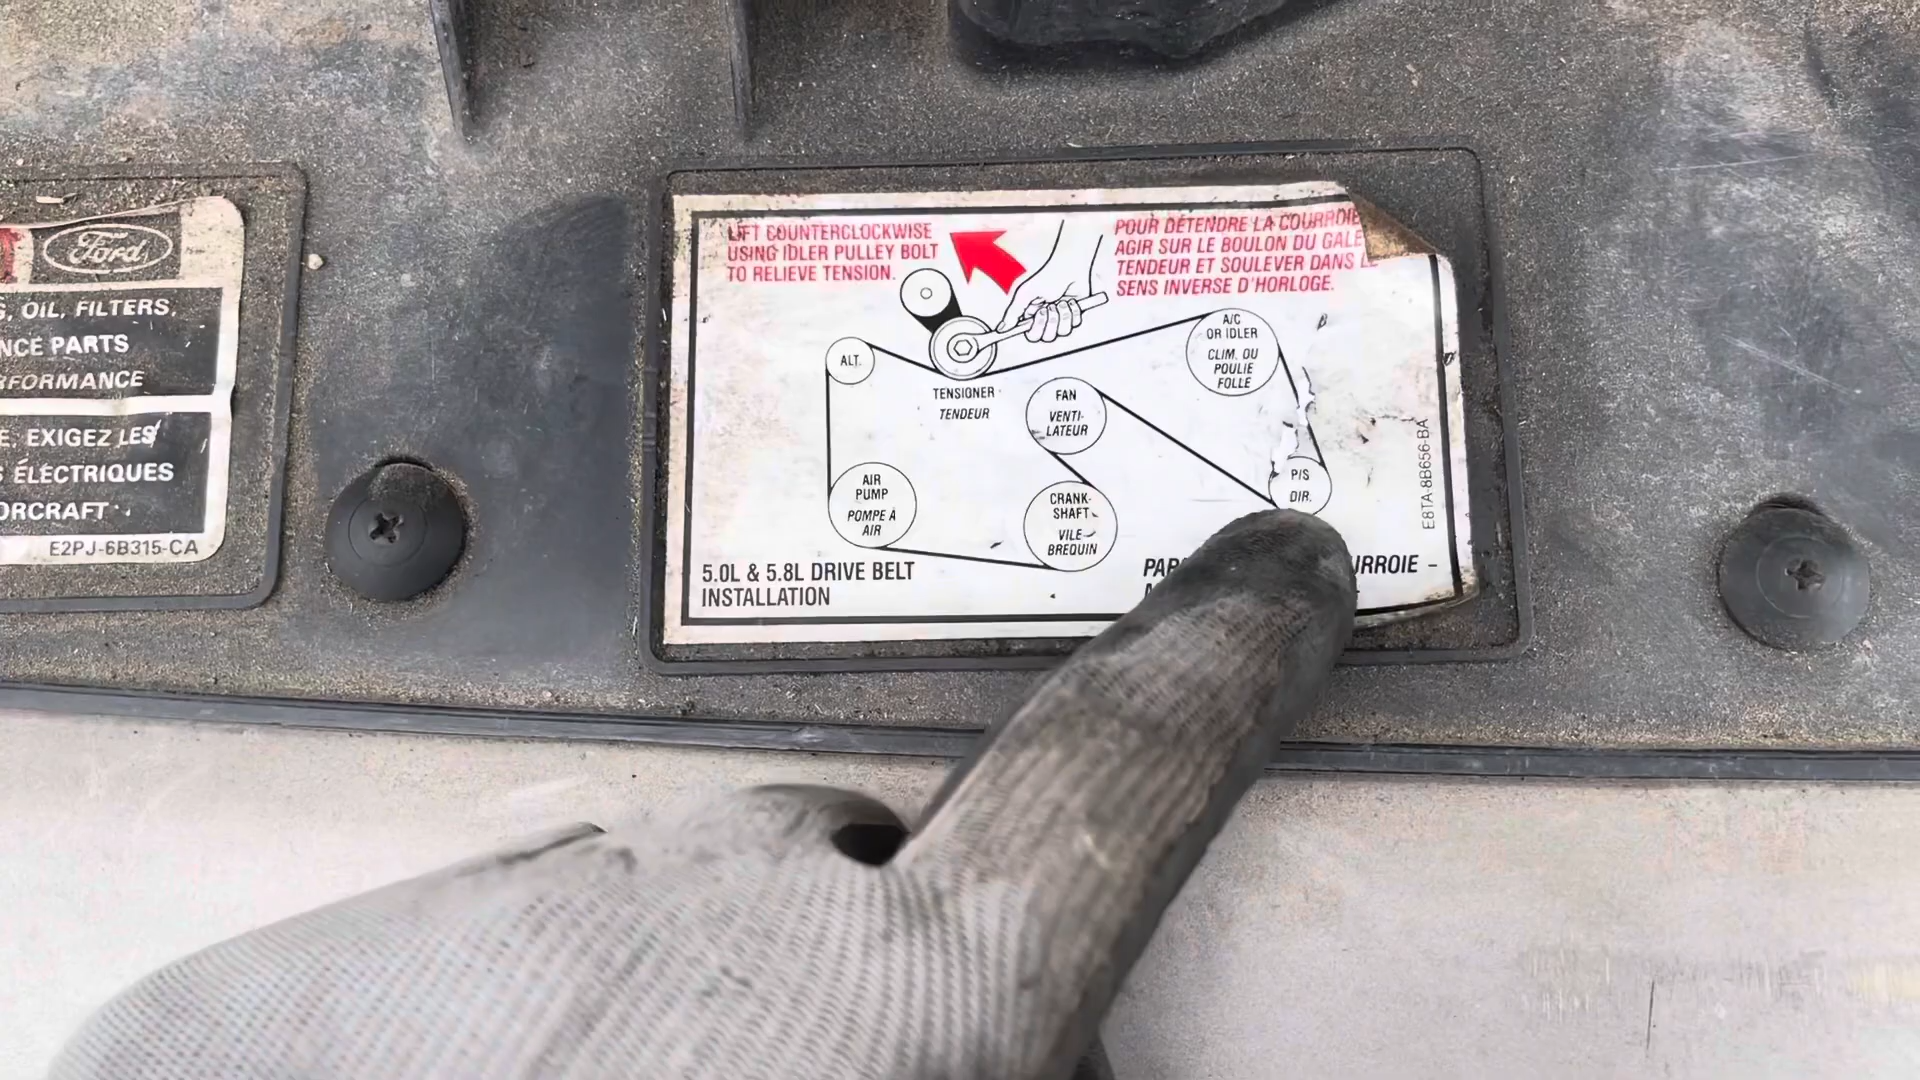 Ford
, OIL, FILTERS,
NCE PARTS
RFORMANCE
E, EXIGEZ LES
S ÉLECTRIQUES
ORCRAFT
E2PJ-6B315-CA
LIFT COUNTERCLOCKWISE
USING IDLER PULLEY BOLT
TO RELIEVE TENSION.
POUR DÉTENDRE LA COURROIE
AGIR SUR LE BOULON DU GALE
TENDEUR ET SOULEVER DANS L
SENS INVERSE D'HORLOGE.
ALT.
TENSIONER
TENDEUR
A/C
OR IDLER
CLIM. OU
POULIE
FOLLE
FAN
VENTI-
LATEUR
AIR
PUMP
POMPE À
AIR
CRANK-
SHAFT
VILE-
BREQUIN
P/S
DIR.
E8TA-8B656-BA
5.0L & 5.8L DRIVE BELT
INSTALLATION
PAR
URROIE -